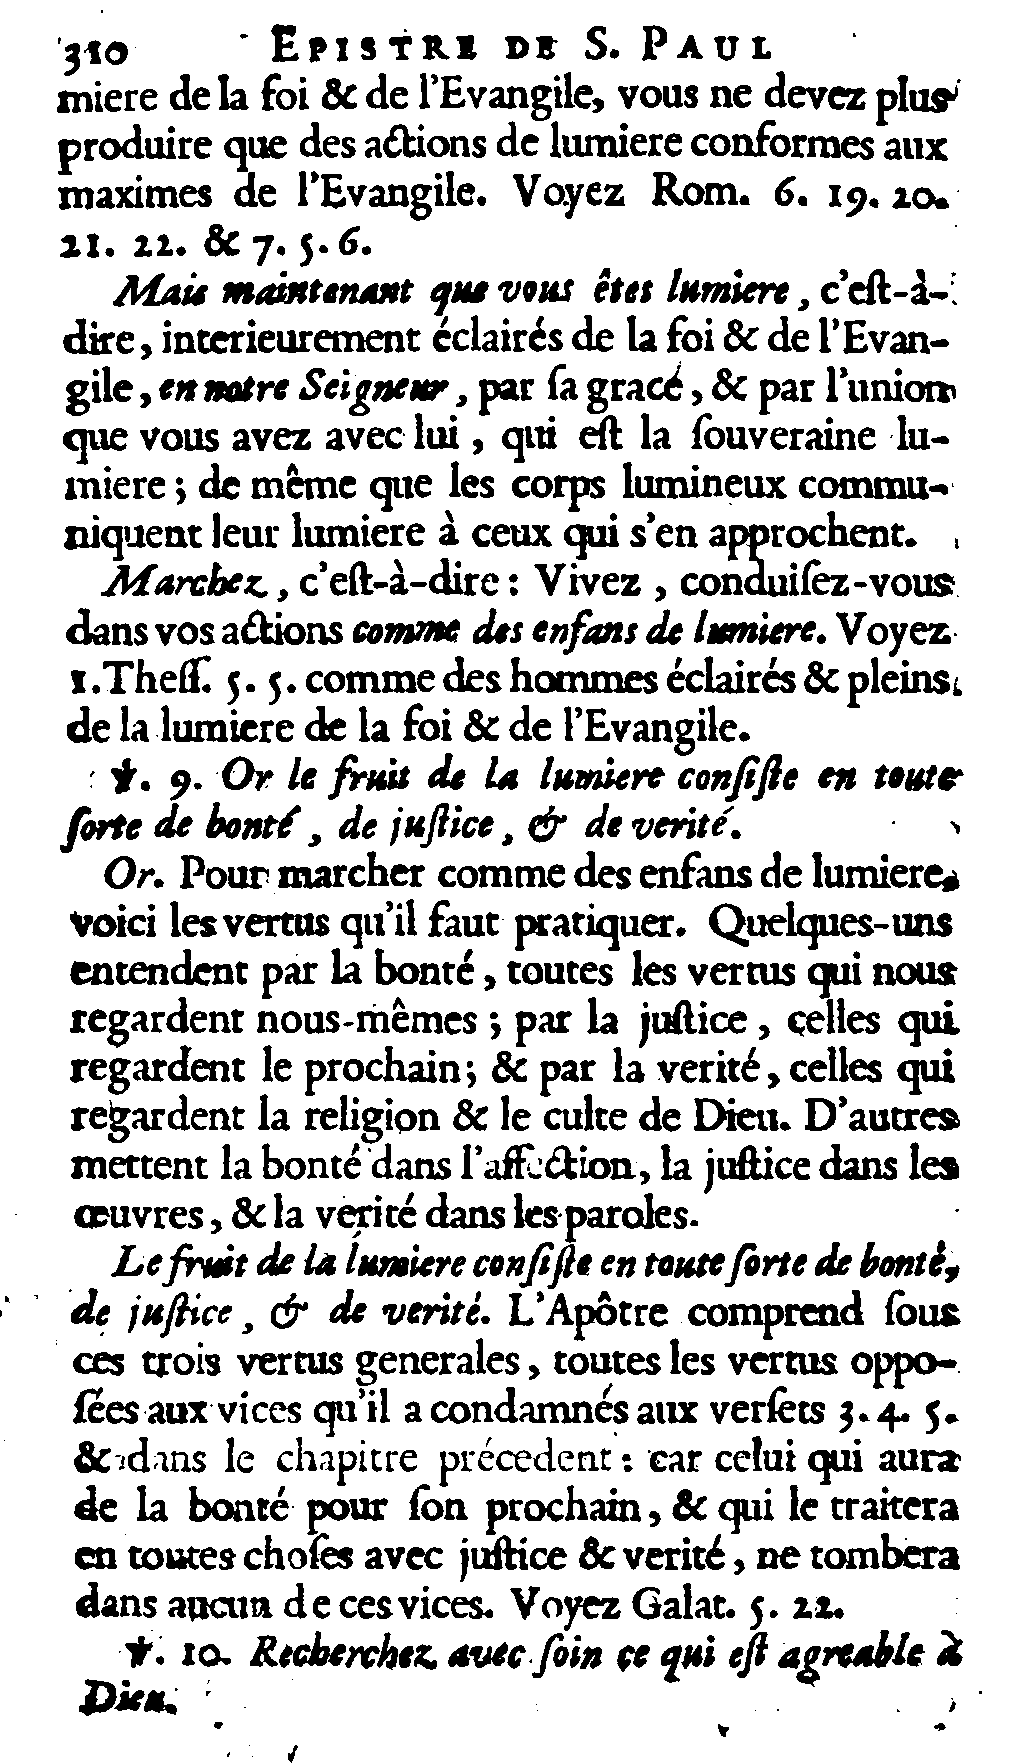 310 EPISTRE DE S. PAUL
miere de la foi & de l'Evangile, vous ne devez plus
produire que des actions de lumiere conformes aux
maximes de l'Evangile. Voyez Rom. 6. 19. 20.
21. 22. & 7. 5. 6.
Mais maintenant que vous êtes lumiere, c'eſt-à-
dire, interieurement éclairés de la foi & de l'Evan-
gile, en notre Seigneur, par ſa gracé, & par l'union
que vous avez avec lui, qui eſt la ſouveraine lu-
miere; de même que les corps lumineux commu-
niquent leur lumiere à ceux qui s'en approchent.
Marchez, c'eſt-à-dire: Vivez, conduiſez-vous
dans vos actions comme des enfans de lumiere. Voyez
1. Theſſ. 5. 5. comme des hommes éclairés & pleins
de la lumiere de la foi & de l'Evangile.
℣. 9. Or le fruit de la lumiere conſiſte en toute
ſorte de bonté, de juſtice, & de verité.
Or. Pour marcher comme des enfans de lumiere,
voici les vertus qu'il faut pratiquer. Quelques-uns
entendent par la bonté, toutes les vertus qui nous
regardent nous-mêmes; par la juſtice, celles qui
regardent le prochain; & par la verité, celles qui
regardent la religion & le culte de Dieu. D'autres
mettent la bonté dans l'affection, la juſtice dans les
œuvres, & la verité dans les paroles.
Le fruit de la lumiere conſiſte en toute ſorte de bonté,
de juſtice, & de verité. L'Apôtre comprend ſous
ces trois vertus generales, toutes les vertus oppo-
ſées aux vices qu'il a condamnés aux verſets 3. 4. 5.
& dans le chapitre précedent: car celui qui aura
de la bonté pour ſon prochain, & qui le traitera
en toutes choſes avec juſtice & verité, ne tombera
dans aucun de ces vices. Voyez Galat. 5. 22.
℣. 10. Recherchez avec ſoin ce qui eſt agreable à
Dieu.